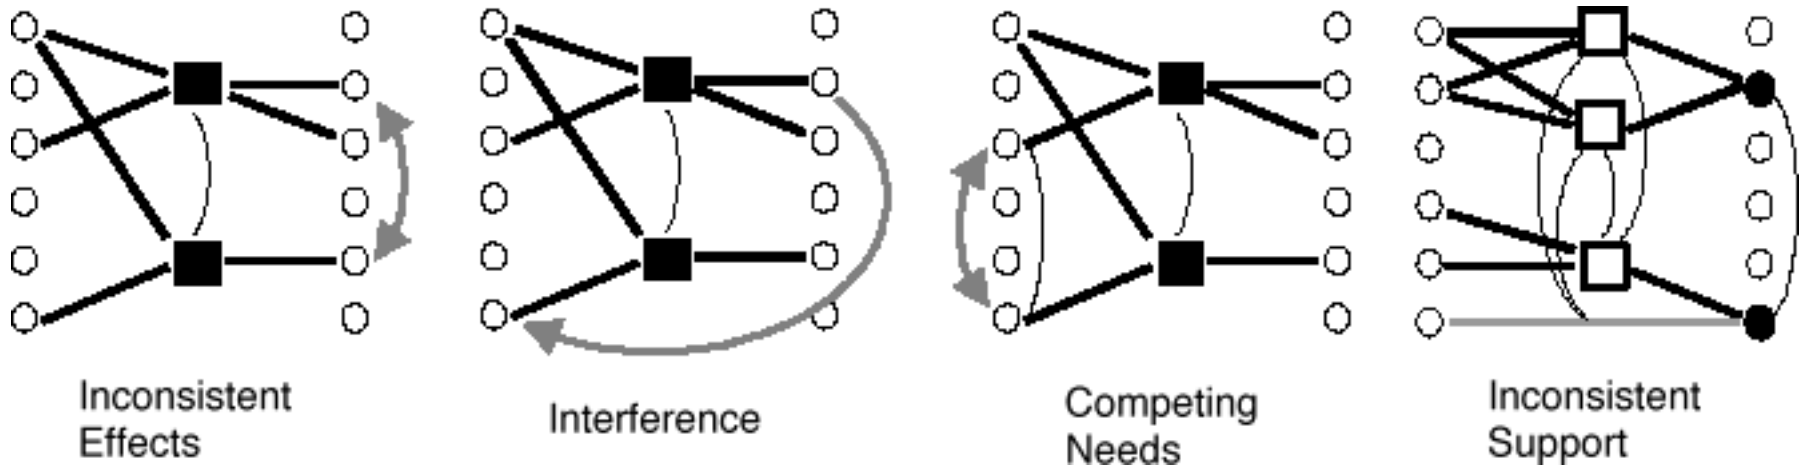 Inconsistent
Effects
Interference
Competing
Needs
Inconsistent
Support